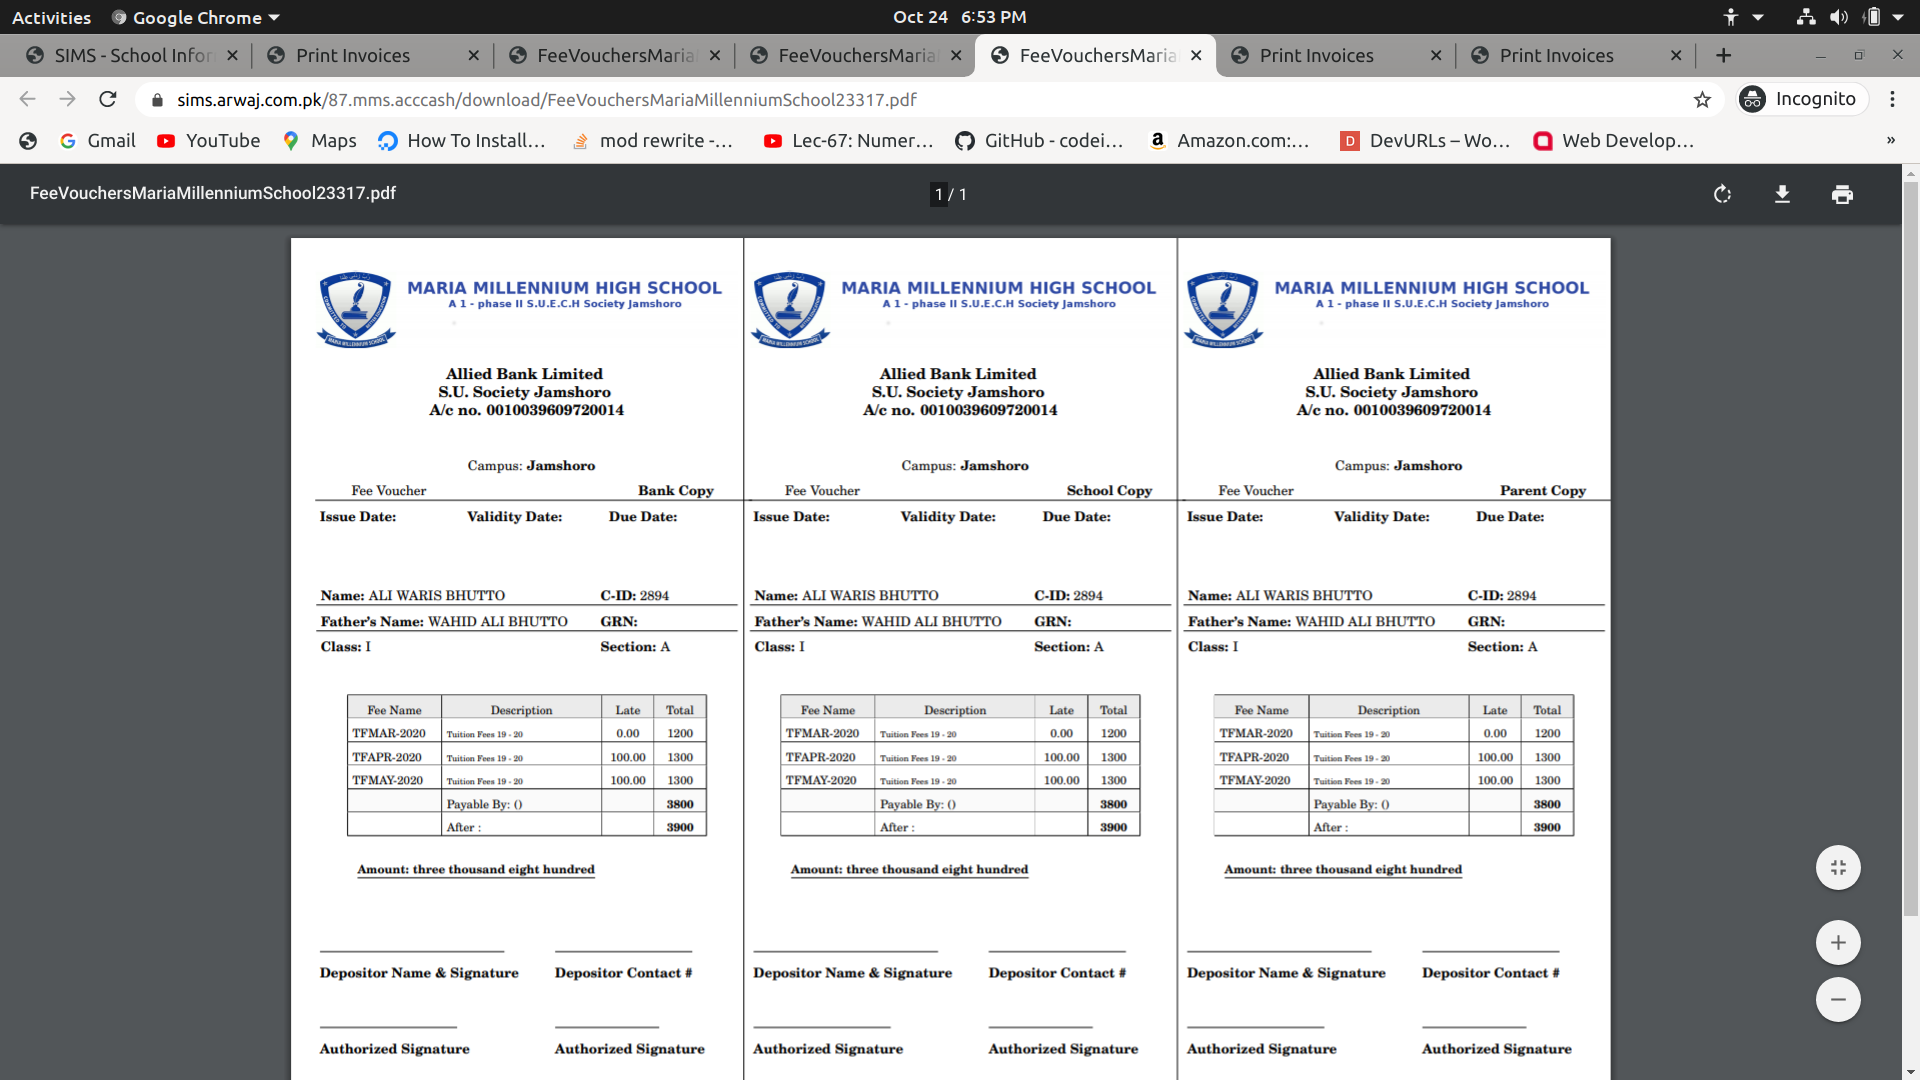 Activities Google Chrome Oct 24 6:53 PM
SIMS - School Infor Print Invoices FeeVouchersMaria FeeVouchersMaria FeeVouchersMaria Print Invoices Print Invoices
sims.arwaj.com.pk/87.mms.acccash/download/FeeVouchersMariaMillenniumSchool23317.pdf Incognito
Gmail YouTube Maps How To Install... mod rewrite -... Lec-67: Numer... GitHub - codei... Amazon.com:... DevURLs – Wo... Web Develop... »
FeeVouchersMariaMillenniumSchool23317.pdf 1 / 1
MARIA MILLENNIUM HIGH SCHOOL
A 1 - phase II S.U.E.C.H Society Jamshoro
MARIA MILLENNIUM SCHOOL
Allied Bank Limited
S.U. Society Jamshoro
A/c no. 0010039609720014
Campus: Jamshoro
Fee Voucher Bank Copy
Issue Date: Validity Date: Due Date:
Name: ALI WARIS BHUTTO C-ID: 2894
Father's Name: WAHID ALI BHUTTO GRN:
Class: I Section: A
Fee Name Description Late Total
TFMAR-2020 Tuition Fees 19 - 20 0.00 1200
TFAPR-2020 Tuition Fees 19 - 20 100.00 1300
TFMAY-2020 Tuition Fees 19 - 20 100.00 1300
Payable By: () 3800
After : 3900
Amount: three thousand eight hundred
Depositor Name & Signature Depositor Contact #
Authorized Signature Authorized Signature
MARIA MILLENNIUM HIGH SCHOOL
A 1 - phase II S.U.E.C.H Society Jamshoro
MARIA MILLENNIUM SCHOOL
Allied Bank Limited
S.U. Society Jamshoro
A/c no. 0010039609720014
Campus: Jamshoro
Fee Voucher School Copy
Issue Date: Validity Date: Due Date:
Name: ALI WARIS BHUTTO C-ID: 2894
Father's Name: WAHID ALI BHUTTO GRN:
Class: I Section: A
Fee Name Description Late Total
TFMAR-2020 Tuition Fees 19 - 20 0.00 1200
TFAPR-2020 Tuition Fees 19 - 20 100.00 1300
TFMAY-2020 Tuition Fees 19 - 20 100.00 1300
Payable By: () 3800
After : 3900
Amount: three thousand eight hundred
Depositor Name & Signature Depositor Contact #
Authorized Signature Authorized Signature
MARIA MILLENNIUM HIGH SCHOOL
A 1 - phase II S.U.E.C.H Society Jamshoro
MARIA MILLENNIUM SCHOOL
Allied Bank Limited
S.U. Society Jamshoro
A/c no. 0010039609720014
Campus: Jamshoro
Fee Voucher Parent Copy
Issue Date: Validity Date: Due Date:
Name: ALI WARIS BHUTTO C-ID: 2894
Father's Name: WAHID ALI BHUTTO GRN:
Class: I Section: A
Fee Name Description Late Total
TFMAR-2020 Tuition Fees 19 - 20 0.00 1200
TFAPR-2020 Tuition Fees 19 - 20 100.00 1300
TFMAY-2020 Tuition Fees 19 - 20 100.00 1300
Payable By: () 3800
After : 3900
Amount: three thousand eight hundred
Depositor Name & Signature Depositor Contact #
Authorized Signature Authorized Signature